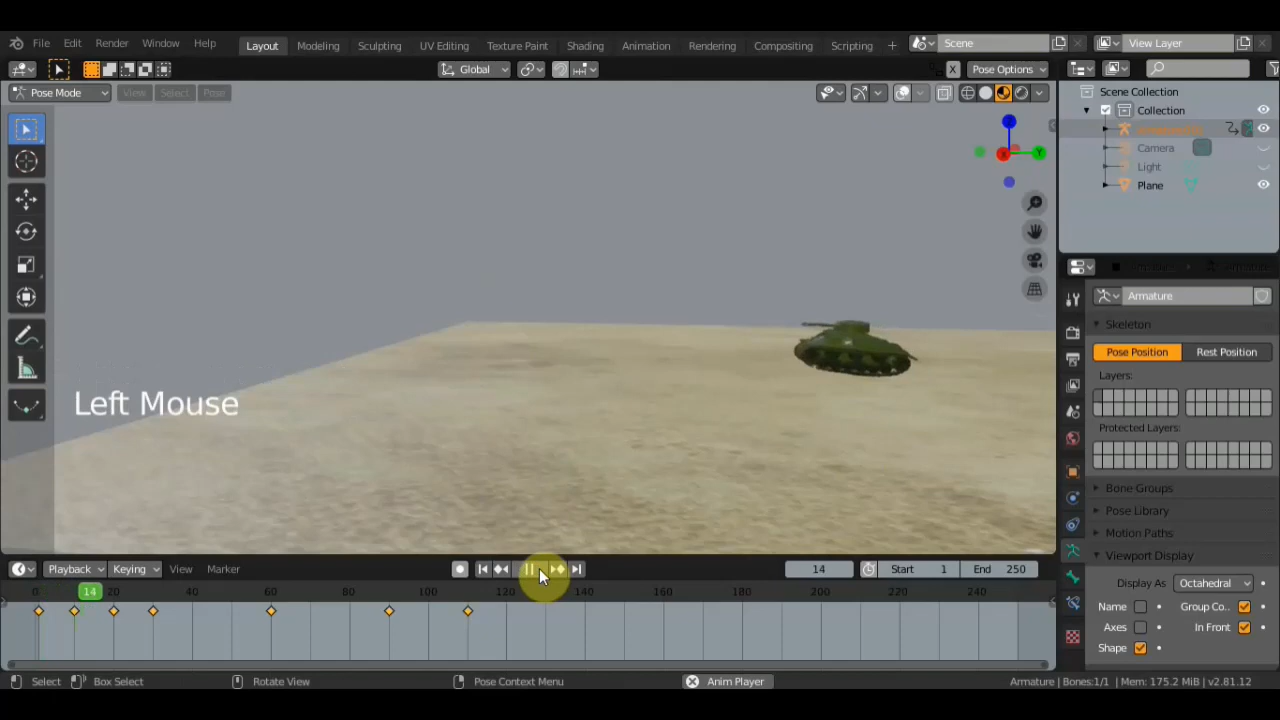 File Edit Render Window Help Layout Modeling Sculpting UV Editing Texture Paint Shading Animation Rendering Compositing Scripting + Scene View Layer
Global X Pose Options
Pose Mode View Select Pose
Scene Collection
Collection
Camera
Light
Plane
X Y
Armature
Skeleton
Pose Position Rest Position
Layers:
Left Mouse
Protected Layers:
Bone Groups
Pose Library
Motion Paths
Viewport Display
Playback Keying View Marker 14 Start 1 End 250
Display As Octahedral
0 14 20 40 60 80 100 120 140 160 180 200 220 240
Name Group Co..
Axes In Front
Shape
Select Box Select Rotate View Pose Context Menu Anim Player Armature | Bones:1/1 | Mem: 175.2 MiB | v2.81.12